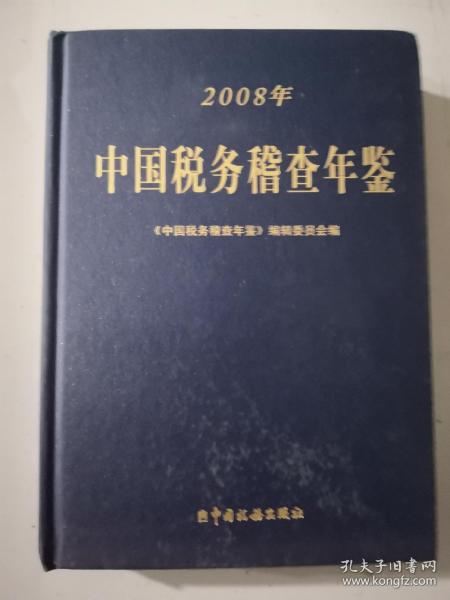 2008年
中国税务稽查年鉴
《中国税务稽查年鉴》编辑委员会编
中国税务出版社
孔夫子旧书网
www.kongfz.com